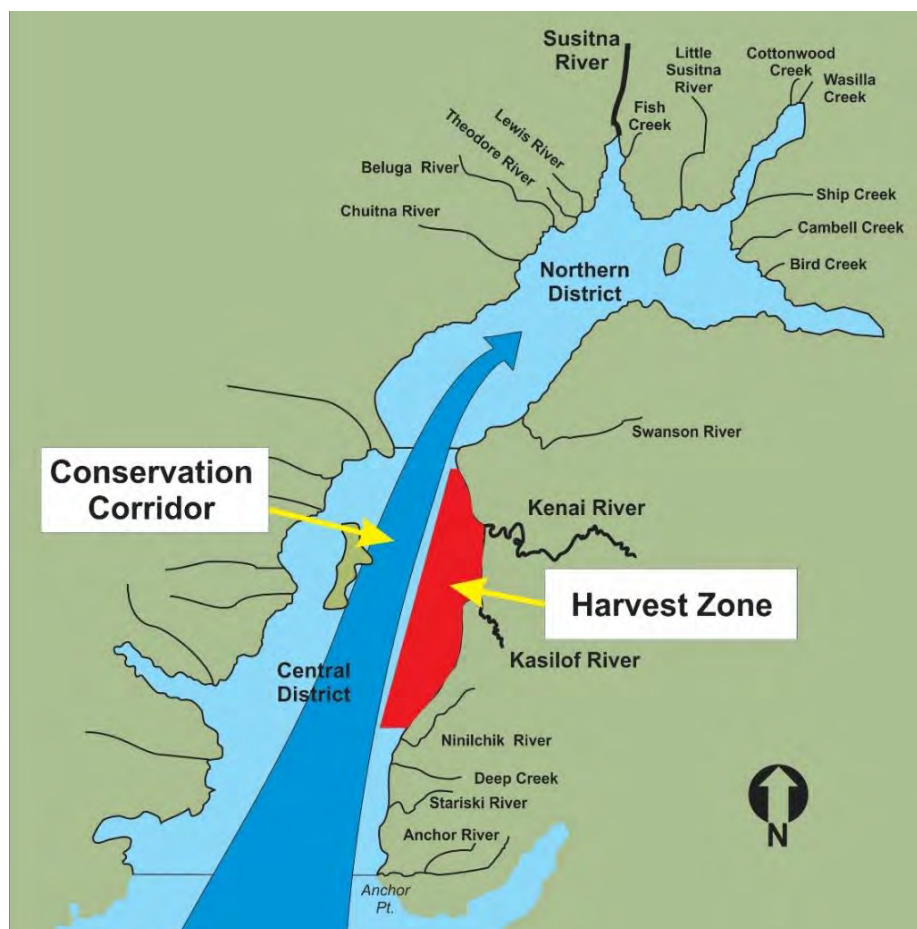 Susitna
River
Little
Susitna
River
Cottonwood
Creek
Wasilla
Creek
Fish
Creek
Lewis River
Theodore River
Beluga River
Chuitna River
Ship Creek
Cambell Creek
Bird Creek
Northern
District
Swanson River
Conservation
Corridor
Kenai River
Harvest Zone
Kasilof River
Central
District
Ninilchik River
Deep Creek
Stariski River
Anchor River
Anchor
Pt.
N